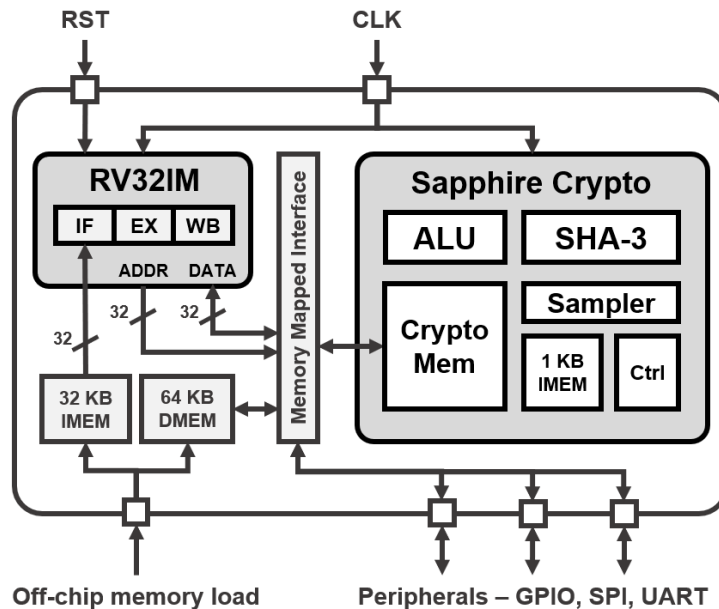 RST
CLK
RV32IM
IF EX WB
ADDR DATA
32
32
32
32 KB
IMEM
64 KB
DMEM
Memory Mapped Interface
Sapphire Crypto
ALU
SHA-3
Crypto
Mem
Sampler
1 KB
IMEM
Ctrl
Off-chip memory load
Peripherals – GPIO, SPI, UART